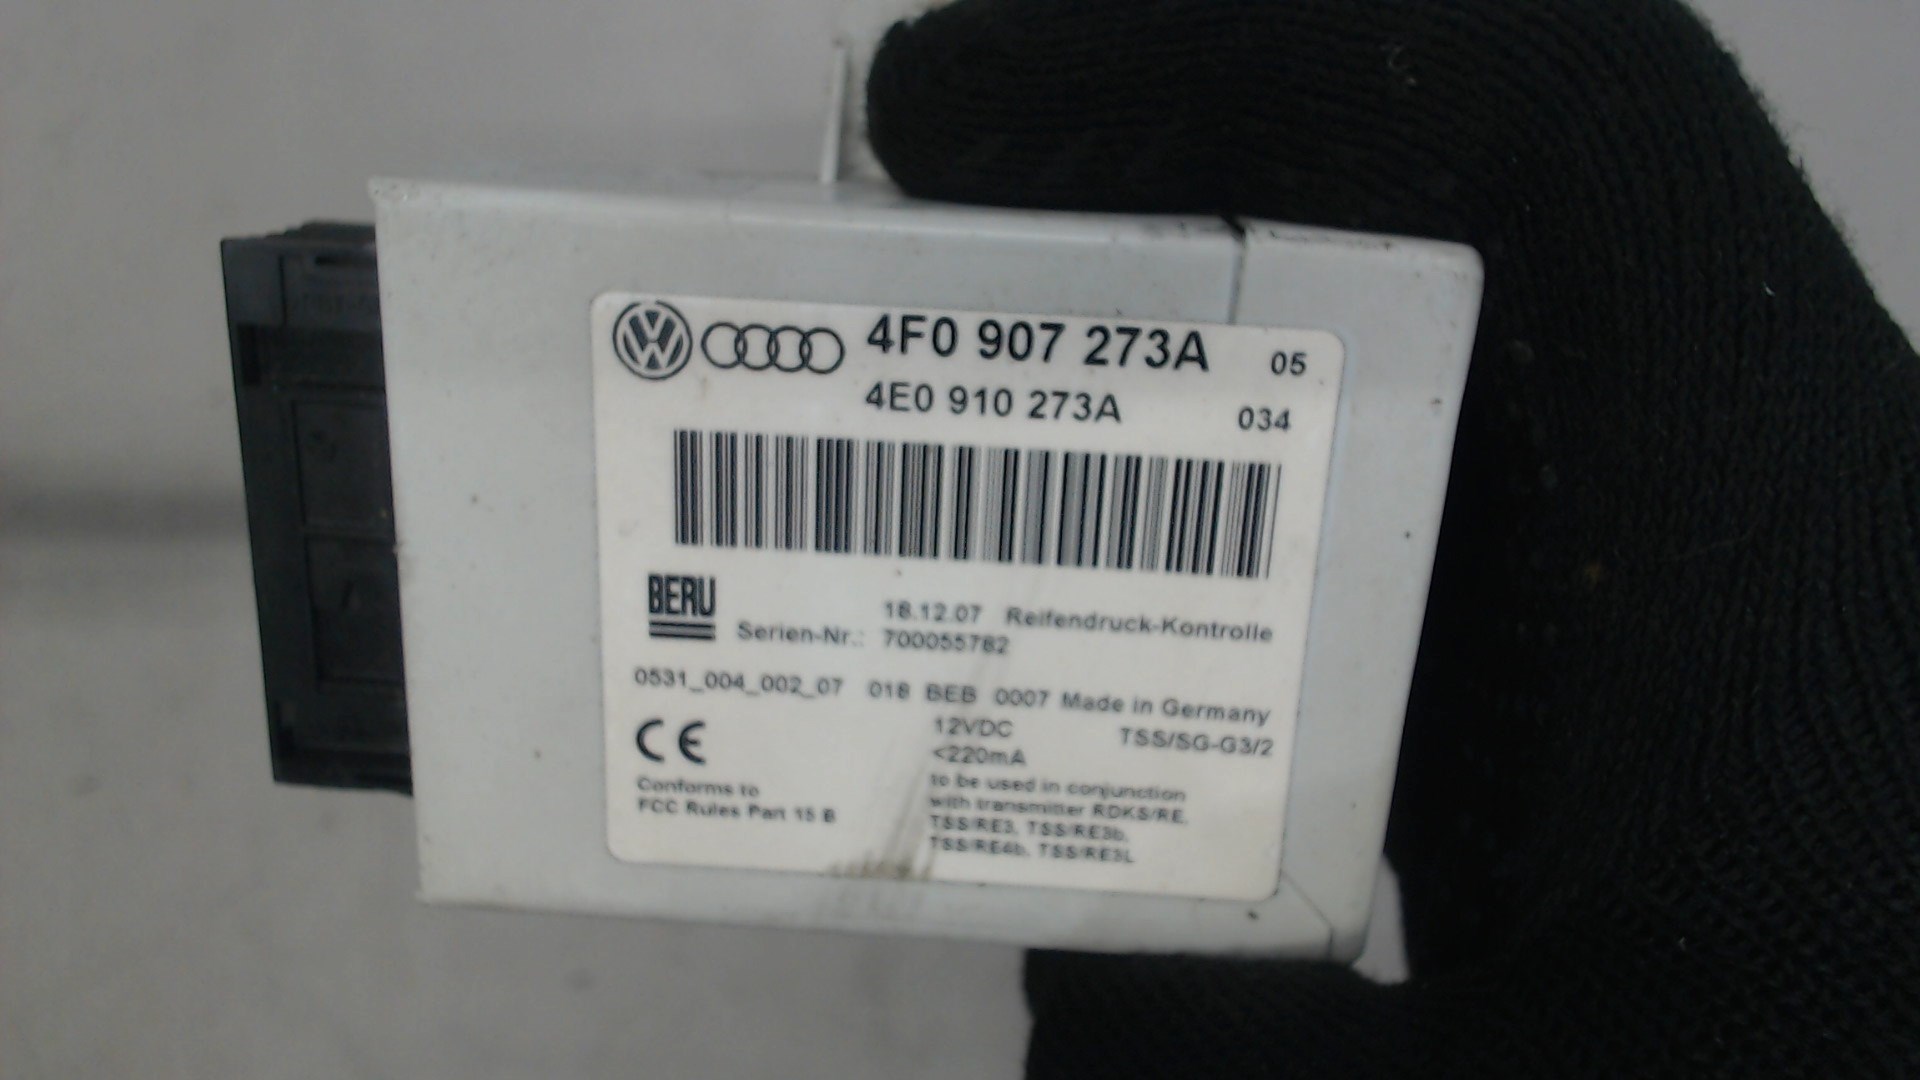 4F0 907 273A 05
4E0 910 273A 034
BERU
18.12.07 Reifendruck-Kontrolle
Serien-Nr.: 700055782
0531_004_002_07 018 BEB 0007 Made in Germany
12VDC TSS/SG-G3/2
<220mA
CE
Conforms to
FCC Rules Part 15 B
to be used in conjunction
with transmitter RDKS/RE,
TSS/RE3, TSS/RE3b,
TSS/RE4b, TSS/RE3L